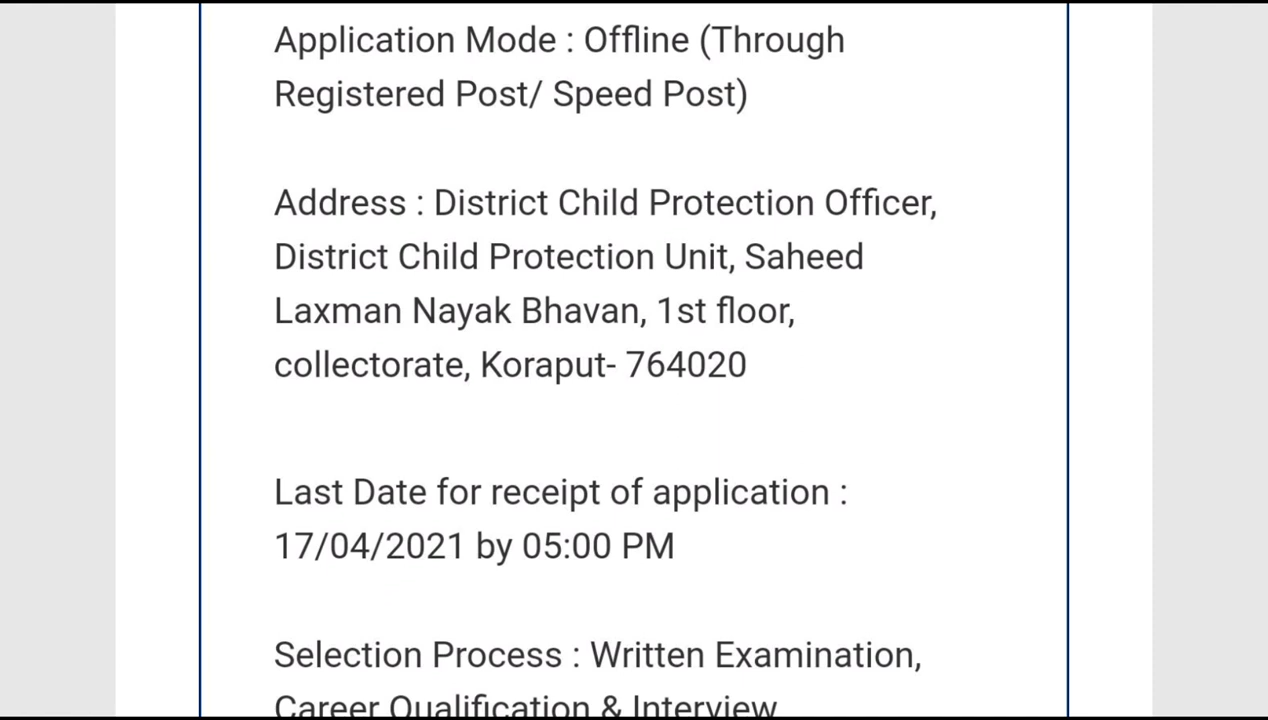 Application Mode : Offline (Through
Registered Post/ Speed Post)
Address : District Child Protection Officer,
District Child Protection Unit, Saheed
Laxman Nayak Bhavan, 1st floor,
collectorate, Koraput- 764020
Last Date for receipt of application :
17/04/2021 by 05:00 PM
Selection Process : Written Examination,
Career Qualification & Interview